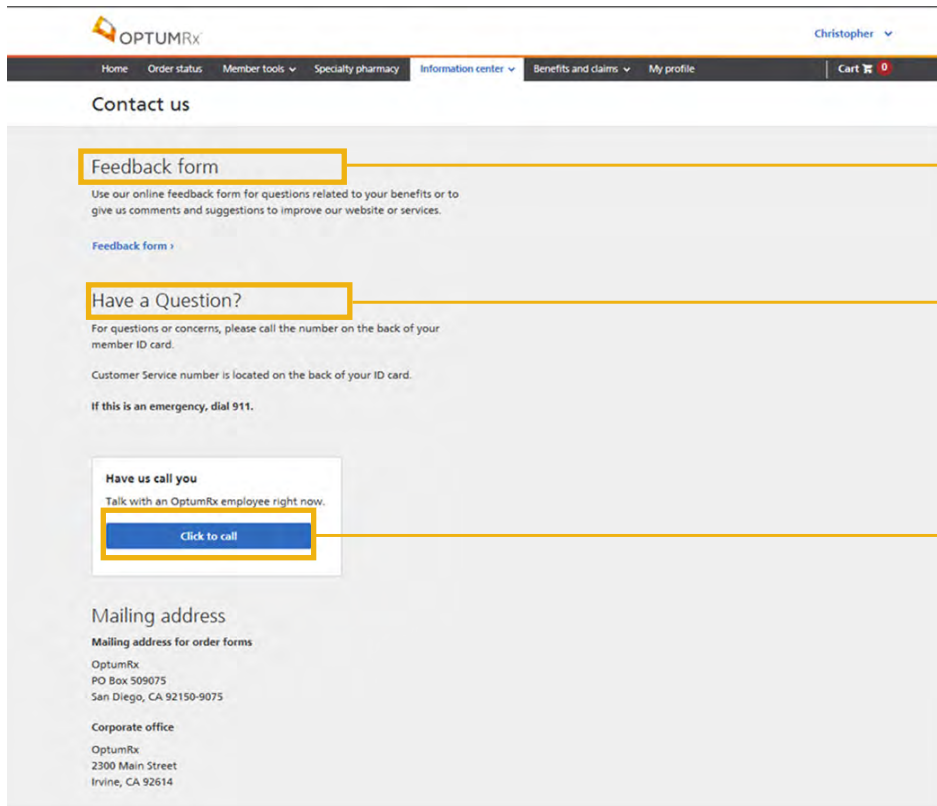 OPTUMRx
Christopher
Home Order status Member tools Specialty pharmacy Information center Benefits and claims My profile Cart 0
Contact us
Feedback form
Use our online feedback form for questions related to your benefits or to
give us comments and suggestions to improve our website or services.
Feedback form ›
Have a Question?
For questions or concerns, please call the number on the back of your
member ID card.
Customer Service number is located on the back of your ID card.
If this is an emergency, dial 911.
Have us call you
Talk with an OptumRx employee right now.
Click to call
Mailing address
Mailing address for order forms
OptumRx
PO Box 509075
San Diego, CA 92150-9075
Corporate office
OptumRx
2300 Main Street
Irvine, CA 92614